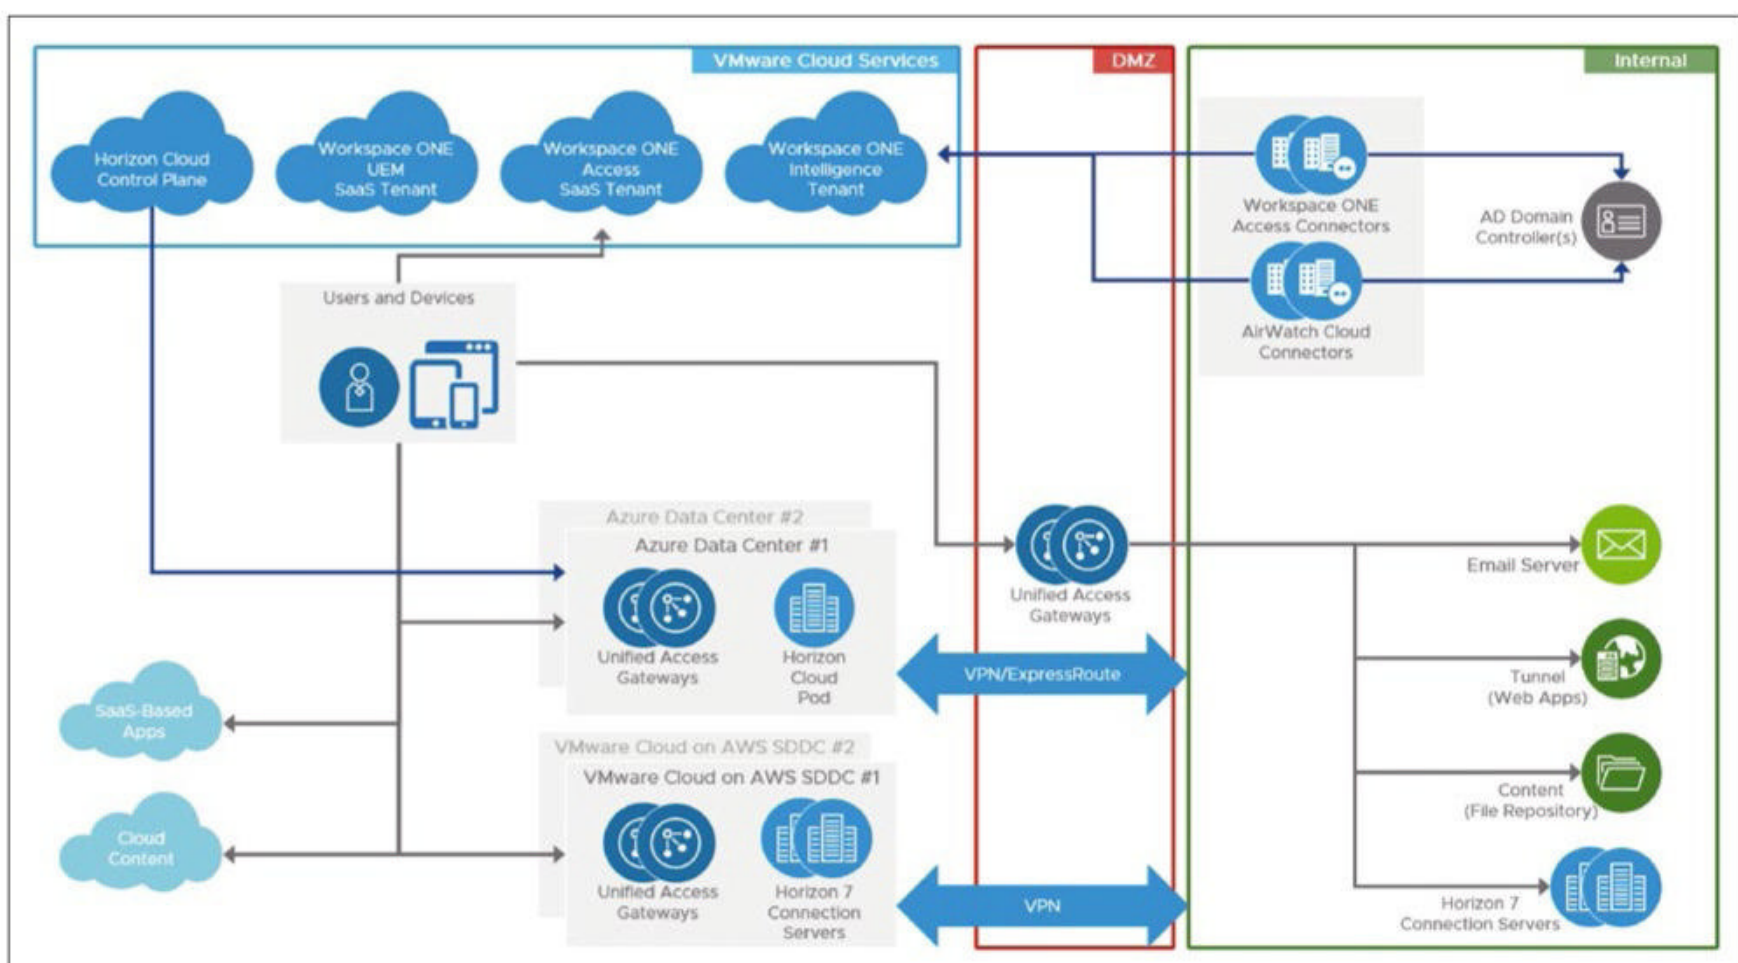 VMware Cloud Services
DMZ
Internal
Horizon Cloud
Control Plane
Workspace ONE
UEM
SaaS Tenant
Workspace ONE
Access
SaaS Tenant
Workspace ONE
Intelligence
Tenant
Workspace ONE
Access Connectors
AD Domain
Controller(s)
AirWatch Cloud
Connectors
Users and Devices
Azure Data Center #2
Azure Data Center #1
Unified Access
Gateways
Horizon
Cloud
Pod
Unified Access
Gateways
Email Server
VPN/ExpressRoute
Tunnel
(Web Apps)
SaaS-Based
Apps
VMware Cloud on AWS SDDC #2
VMware Cloud on AWS SDDC #1
Unified Access
Gateways
Horizon 7
Connection
Servers
Content
(File Repository)
Cloud
Content
VPN
Horizon 7
Connection Servers